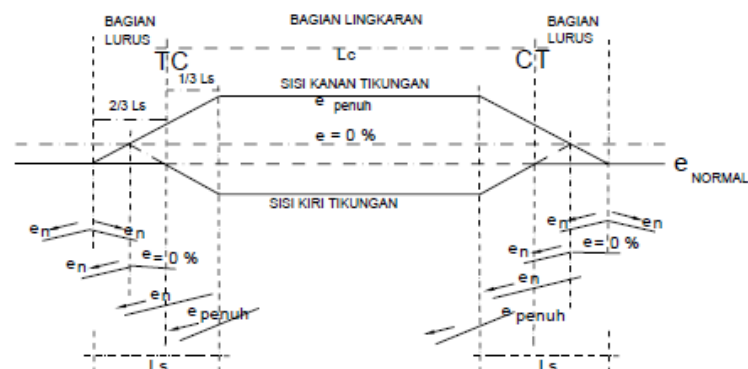 BAGIAN LURUS
BAGIAN LINGKARAN
BAGIAN LURUS
TC
Lc
CT
1/3 Ls
SISI KANAN TIKUNGAN
2/3 Ls
e penuh
e = 0 %
e NORMAL
SISI KIRI TIKUNGAN
en
en
en
en
en
e = 0 %
en
e = 0 %
en
en
e penuh
e penuh
Ls
Ls